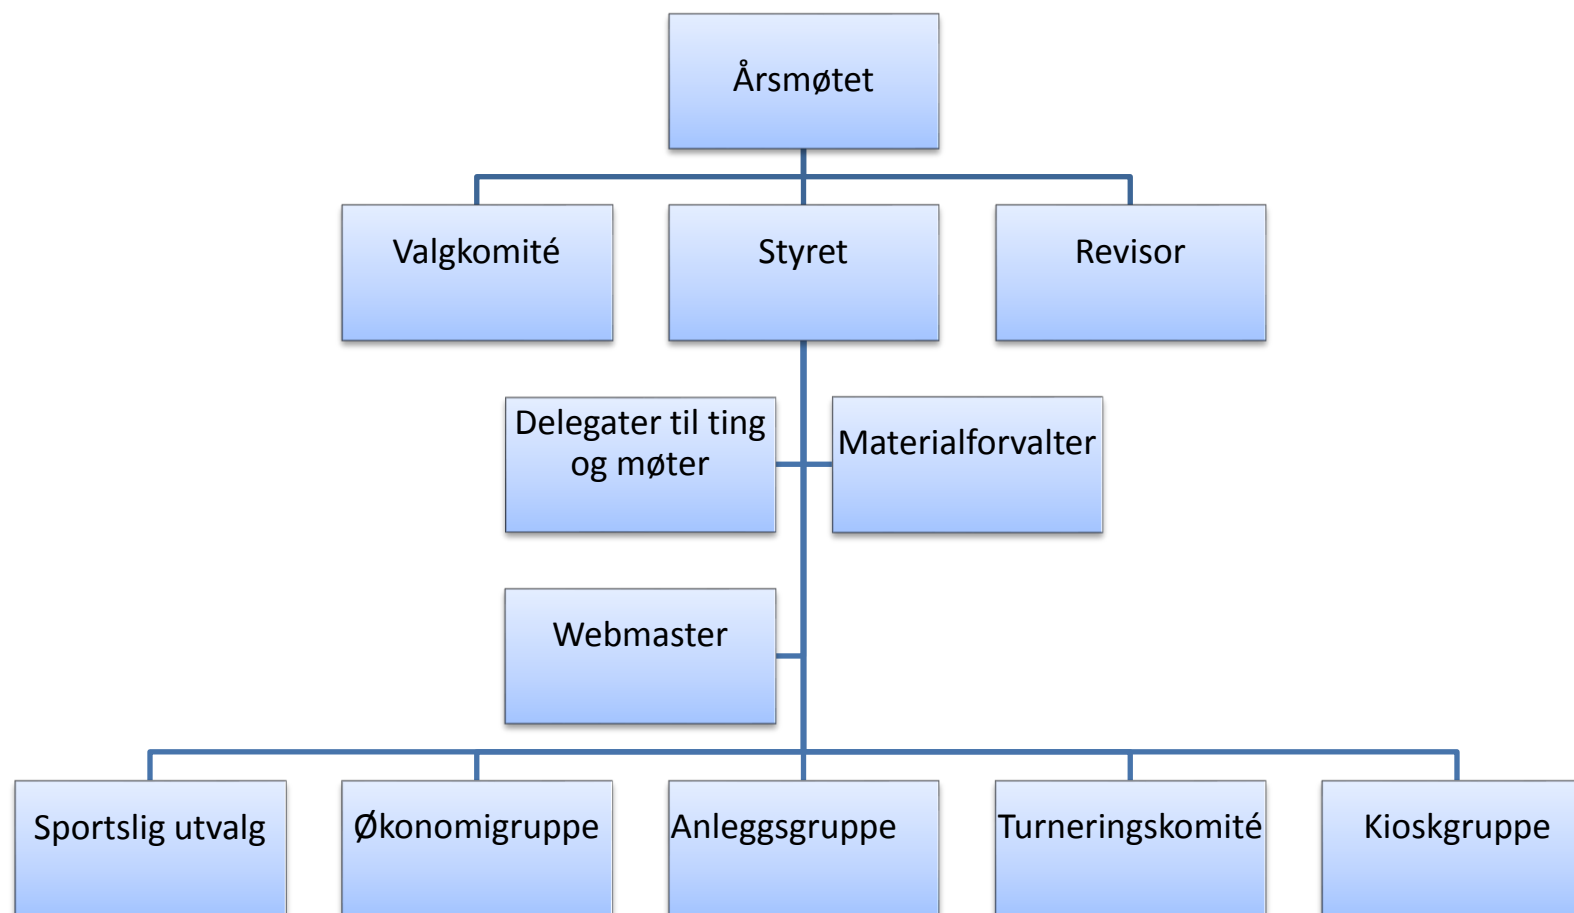 Årsmøtet
Valgkomité
Styret
Revisor
Delegater til ting
og møter
Materialforvalter
Webmaster
Sportslig utvalg
Økonomigruppe
Anleggsgruppe
Turneringskomité
Kioskgruppe